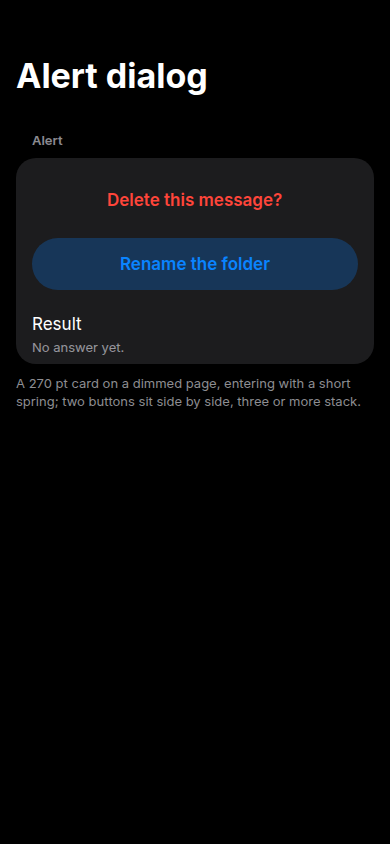 Alert dialog
Alert
Delete this message?
Rename the folder
Result
No answer yet.
A 270 pt card on a dimmed page, entering with a short
spring; two buttons sit side by side, three or more stack.